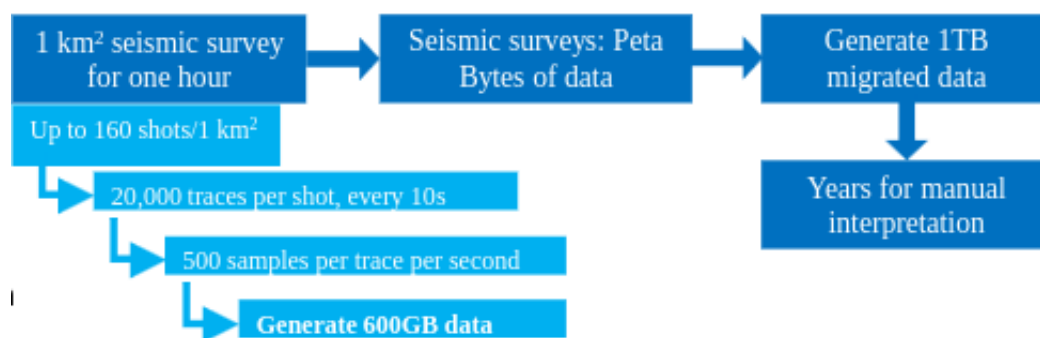 1 km² seismic survey
for one hour
Seismic surveys: Peta
Bytes of data
Generate 1TB
migrated data
Up to 160 shots/1 km²
20,000 traces per shot, every 10s
500 samples per trace per second
Generate 600GB data
Years for manual
interpretation